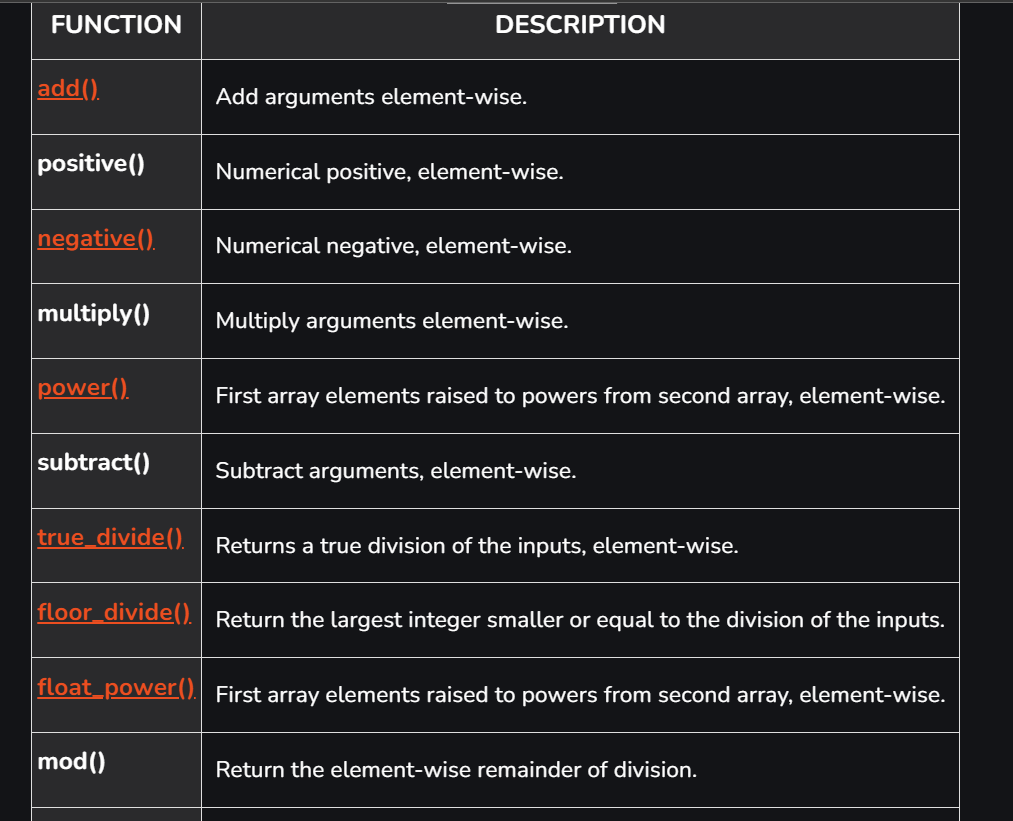 FUNCTION DESCRIPTION
add() Add arguments element-wise.
positive() Numerical positive, element-wise.
negative() Numerical negative, element-wise.
multiply() Multiply arguments element-wise.
power() First array elements raised to powers from second array, element-wise.
subtract() Subtract arguments, element-wise.
true_divide() Returns a true division of the inputs, element-wise.
floor_divide() Return the largest integer smaller or equal to the division of the inputs.
float_power() First array elements raised to powers from second array, element-wise.
mod() Return the element-wise remainder of division.